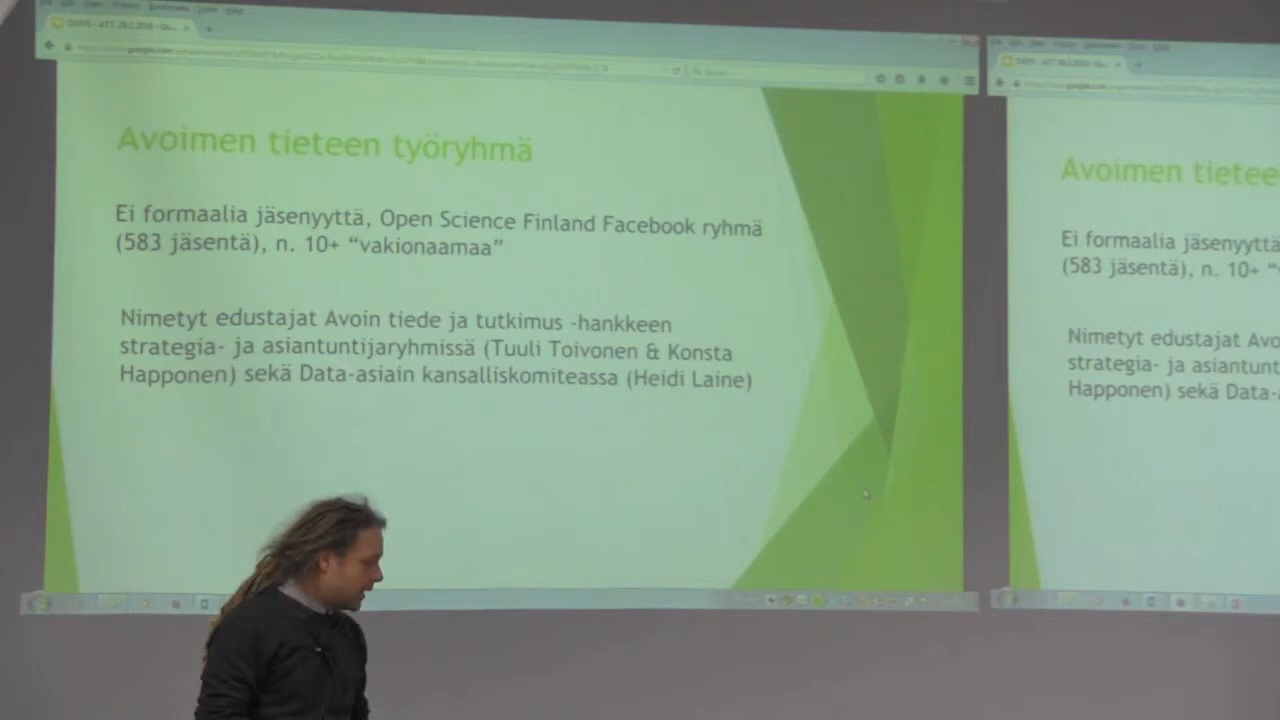 Avoimen tieteen työryhmä
Ei formaalia jäsenyyttä, Open Science Finland Facebook ryhmä
(583 jäsentä), n. 10+ “vakionaamaa”
Nimetyt edustajat Avoin tiede ja tutkimus -hankkeen
strategia- ja asiantuntijaryhmissä (Tuuli Toivonen & Konsta
Happonen) sekä Data-asiain kansalliskomiteassa (Heidi Laine)
Avoimen tietee
Ei formaalia jäsenyyttä
(583 jäsentä), n. 10+ “
Nimetyt edustajat Avo
strategia- ja asiantunt
Happonen) sekä Data-